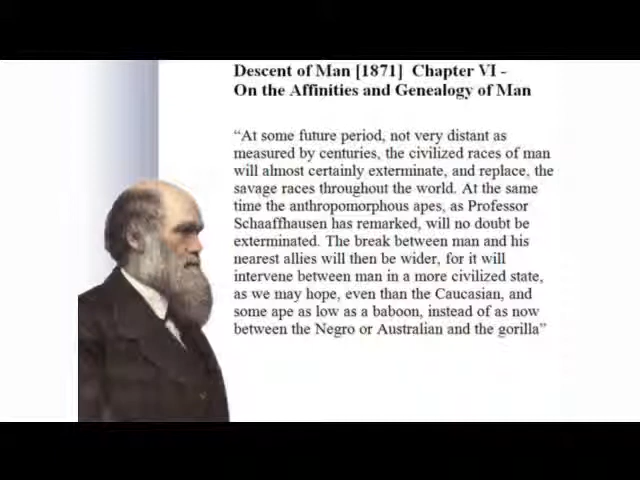 Descent of Man [1871] Chapter VI -
On the Affinities and Genealogy of Man
“At some future period, not very distant as
measured by centuries, the civilized races of man
will almost certainly exterminate, and replace, the
savage races throughout the world. At the same
time the anthropomorphous apes, as Professor
Schaaffhausen has remarked, will no doubt be
exterminated. The break between man and his
nearest allies will then be wider, for it will
intervene between man in a more civilized state,
as we may hope, even than the Caucasian, and
some ape as low as a baboon, instead of as now
between the Negro or Australian and the gorilla”